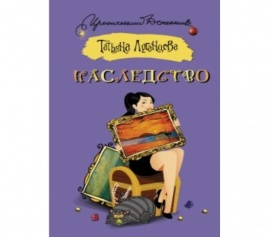 Иронический детектив
Татьяна Луганцева
НАСЛЕДСТВО